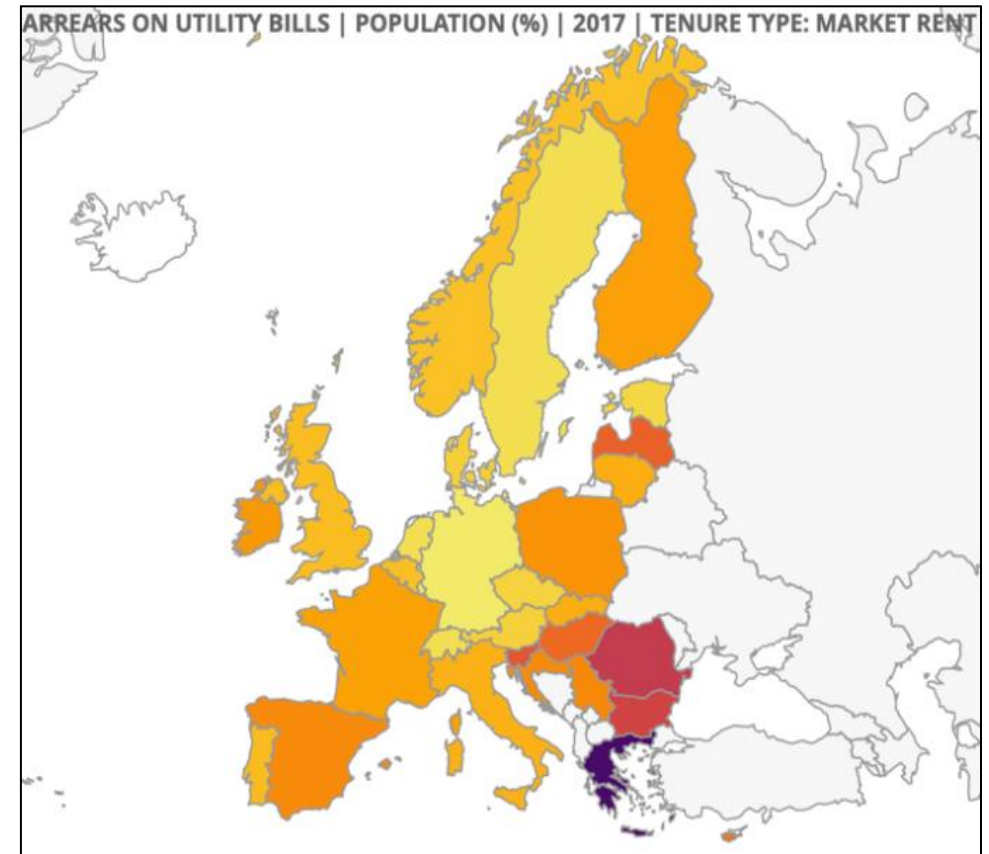 ARREARS ON UTILITY BILLS | POPULATION (%) | 2017 | TENURE TYPE: MARKET RENT